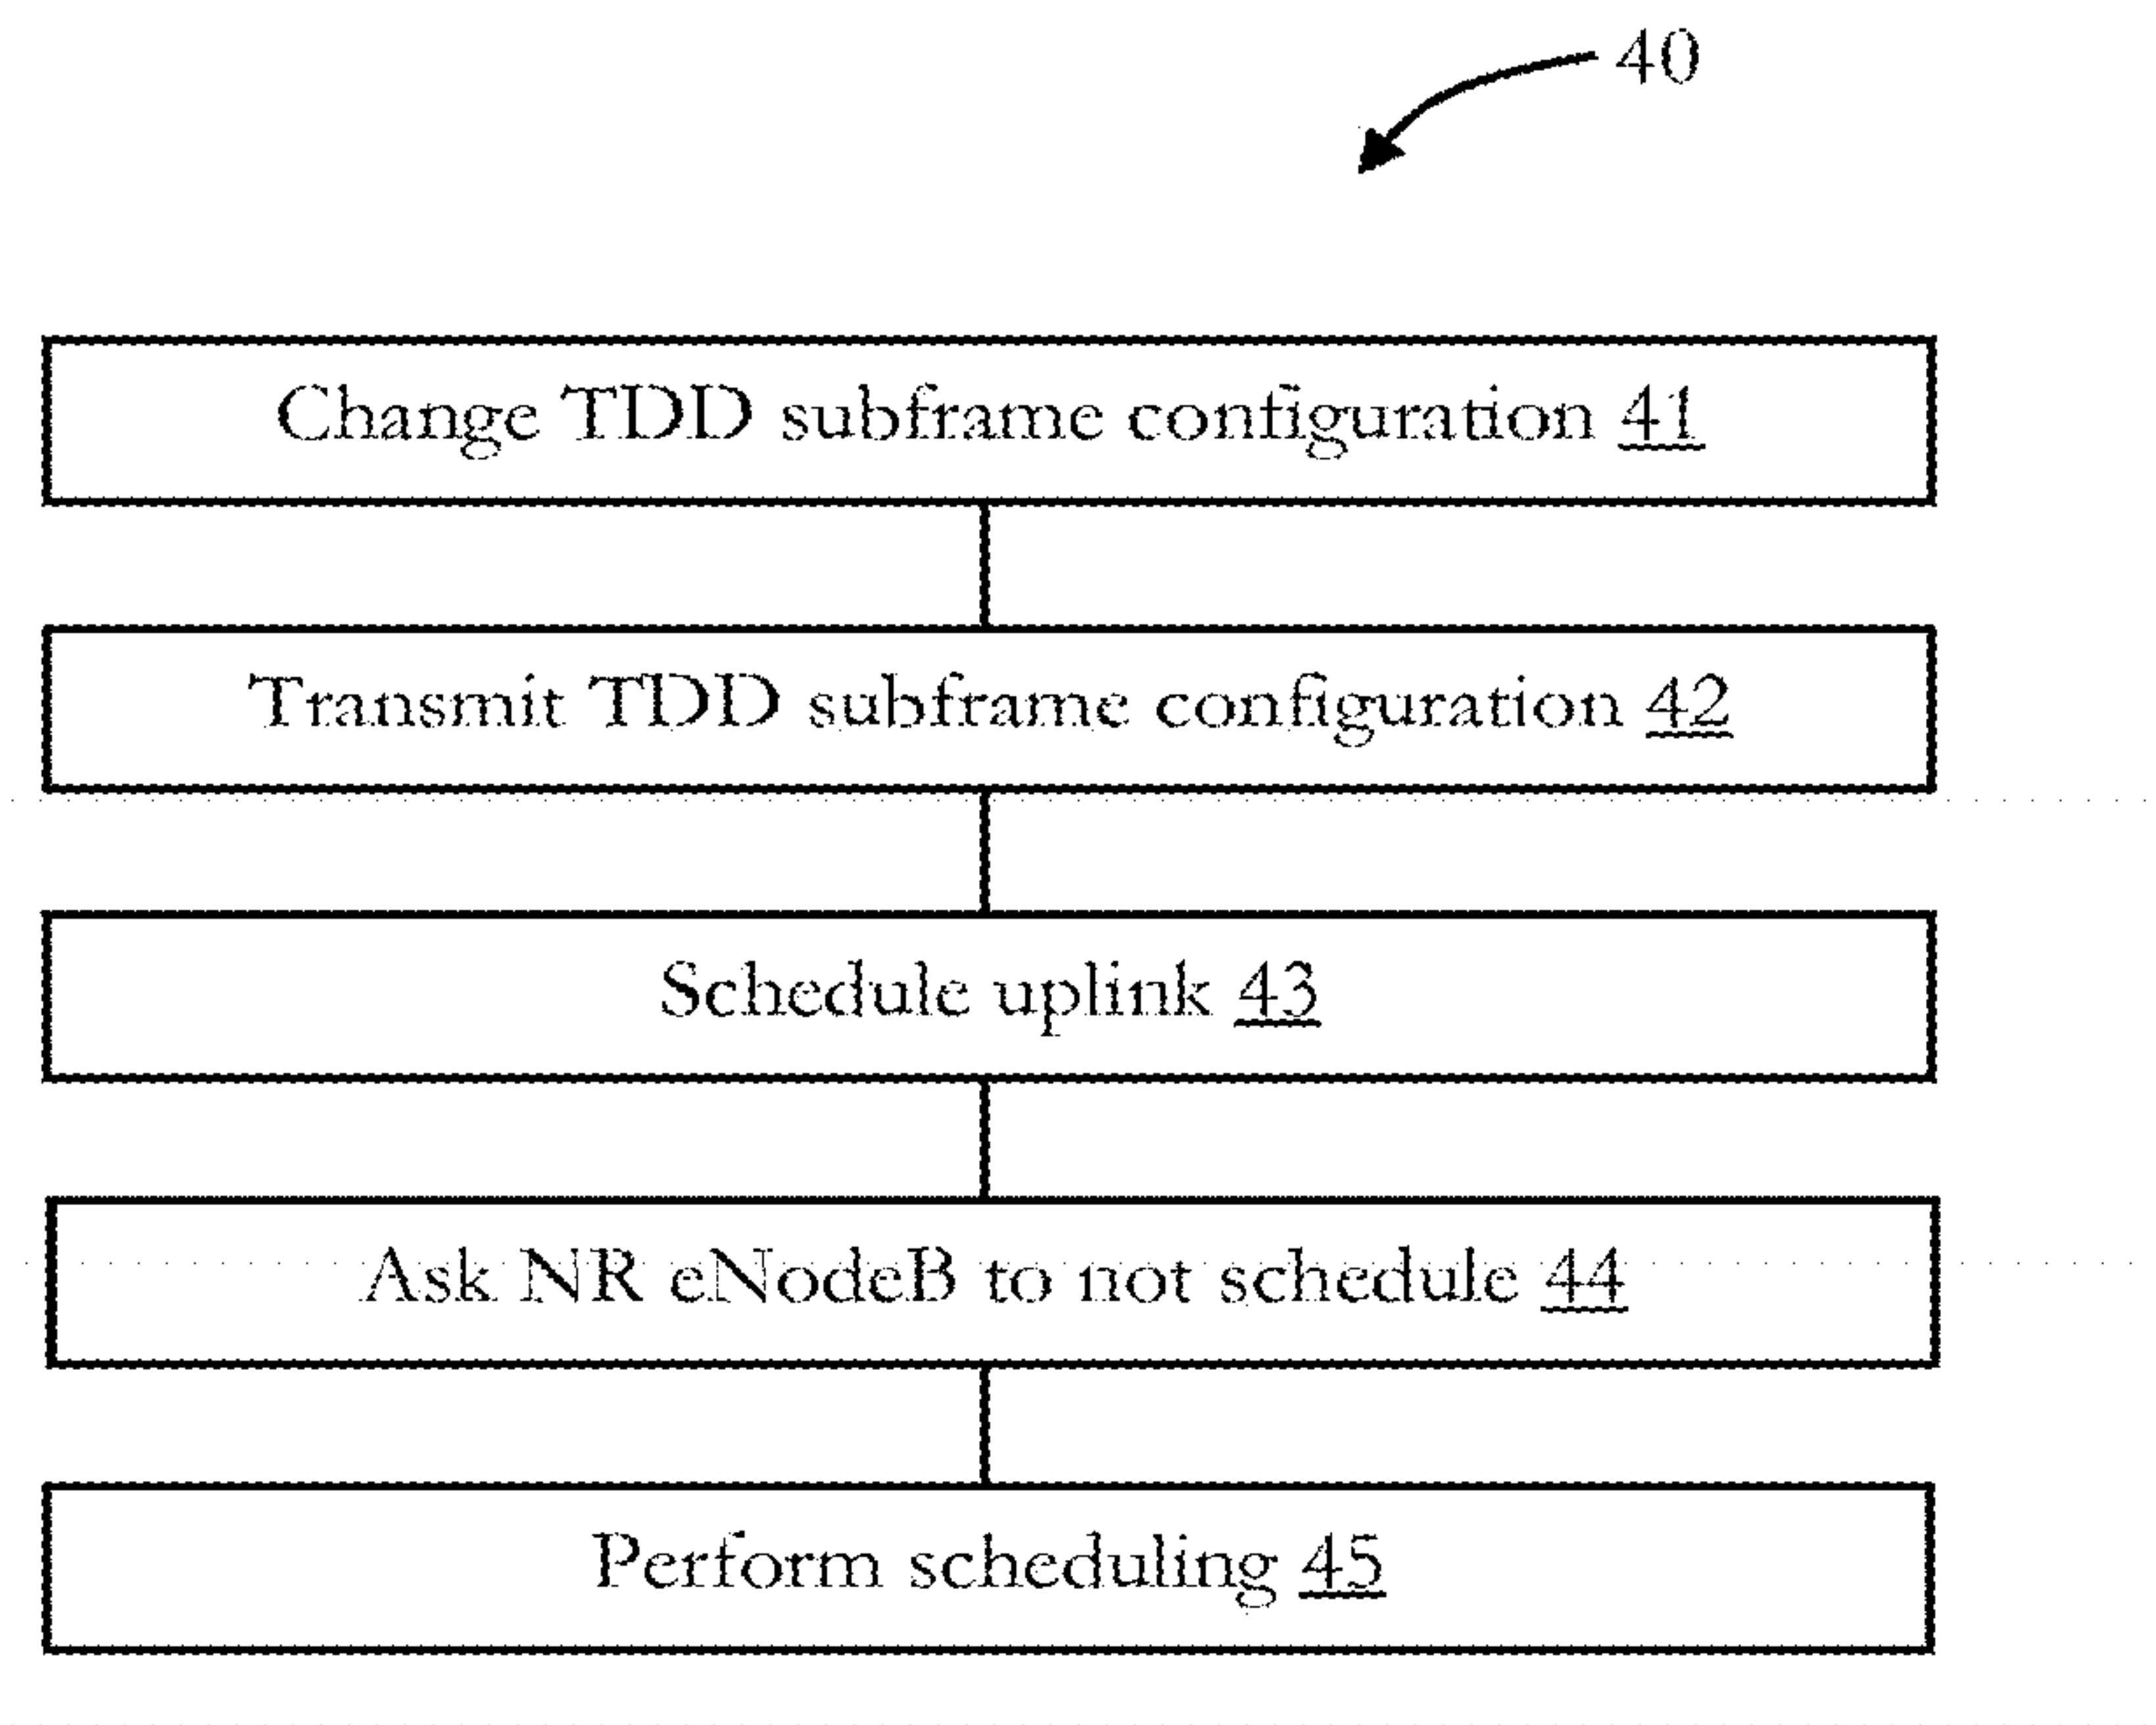 40
Change TDD subframe configuration 41
Transmit TDD subframe configuration 42
Schedule uplink 43
Ask NR eNodeB to not schedule 44
Perform scheduling 45